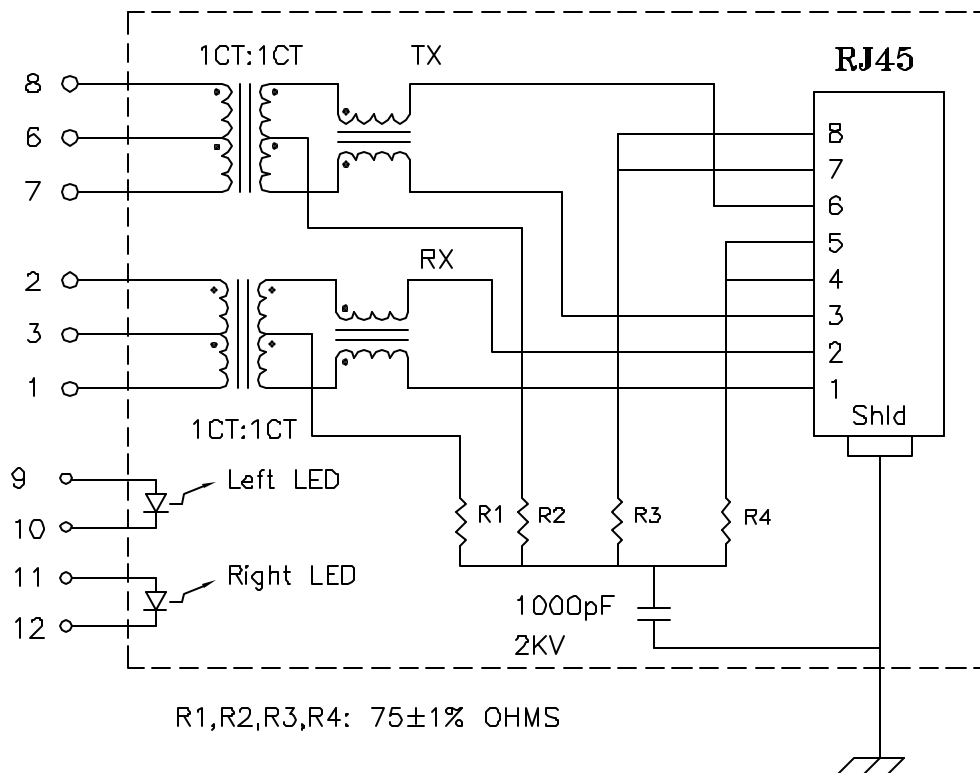 1CT:1CT
TX
RJ45
8
6
7
8
7
6
5
4
3
2
1
Shld
RX
2
3
1
1CT:1CT
9
10
Left LED
11
12
Right LED
R1
R2
R3
R4
1000pF
2KV
R1,R2,R3,R4: 75±1% OHMS